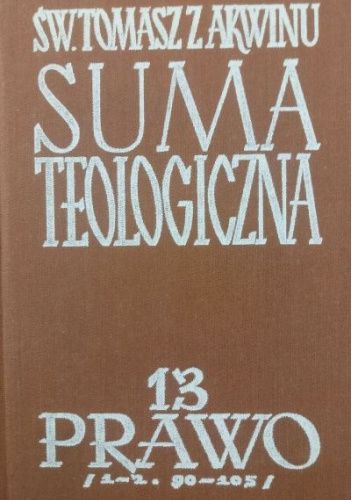 ŚW. TOMASZ Z AKWINU
SUMA
TEOLOGICZNA
13
PRAWO
/1-2. 90-105/